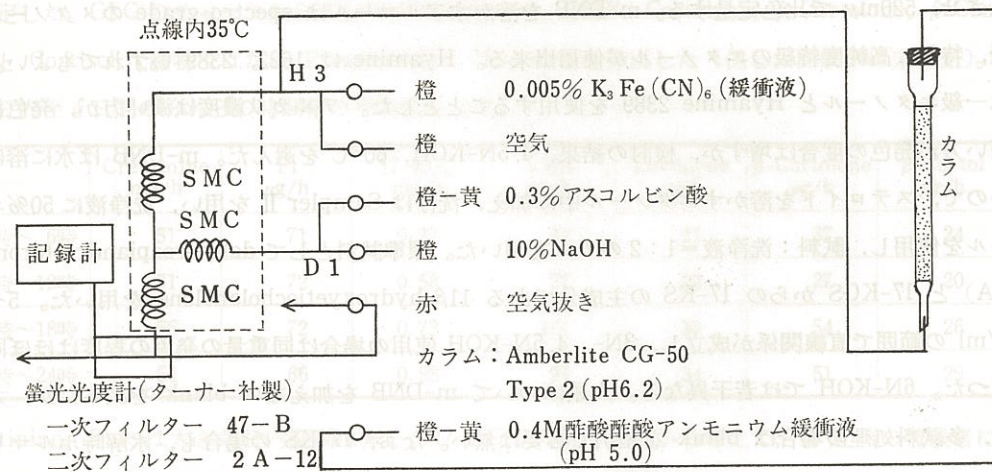 点線内35℃
H3
橙 0.005% K₃Fe(CN)₆(緩衝液)
橙 空気
SMC
橙-黄 0.3%アスコルビン酸
SMC
橙 10%NaOH
記録計
D1
SMC
赤 空気抜き
カラム
カラム:Amberlite CG-50
Type 2(pH6.2)
螢光光度計(ターナー社製)
一次フィルター 47-B
二次フィルター 2A-12
橙-黄 0.4M酢酸酢酸アンモニウム緩衝液
(pH 5.0)